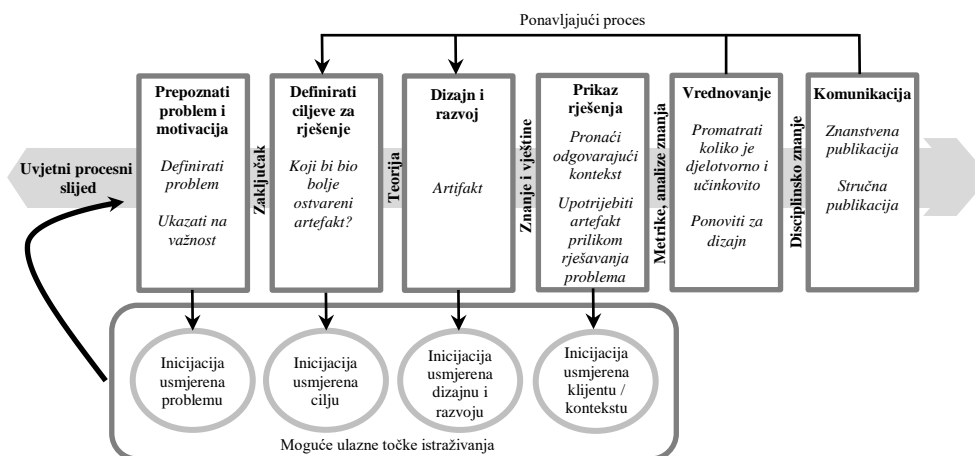 Ponavljajući proces
Uvjetni procesni
slijed
Prepoznati
problem i
motivacija
Definirati
problem
Ukazati na
važnost
Zaključak
Definirati
ciljeve za
rješenje
Koji bi bio
bolje
ostvareni
artefakt?
Teorija
Dizajn i
razvoj
Artifakt
Znanje i vještine
Prikaz
rješenja
Pronaći
odgovarajući
kontekst
Upotrijebiti
artefakt
prilikom
rješavanja
problema
Metrike, analize znanja
Vrednovanje
Promatrati
koliko je
djelotvorno i
učinkovito
Ponoviti za
dizajn
Disciplinsko znanje
Komunikacija
Znanstvena
publikacija
Stručna
publikacija
Inicijacija
usmjerena
problemu
Inicijacija
usmjerena
cilju
Inicijacija
usmjerena
dizajnu i
razvoju
Inicijacija
usmjerena
klijentu /
kontekstu
Moguće ulazne točke istraživanja